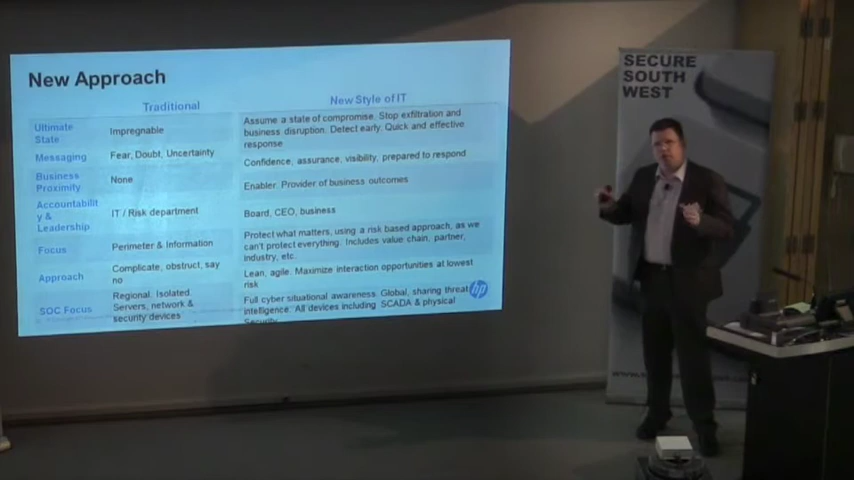 New Approach
Traditional
New Style of IT
Ultimate
State
Impregnable
Assume a state of compromise. Stop exfiltration and
business disruption. Detect early. Quick and effective
response
Messaging
Fear, Doubt, Uncertainty
Confidence, assurance, visibility, prepared to respond
Business
Proximity
None
Enabler. Provider of business outcomes
Accountabilit
y &
Leadership
IT / Risk department
Board, CEO, business
Focus
Perimeter & Information
Protect what matters, using a risk based approach, as we
can't protect everything. Includes value chain, partner,
industry, etc.
Approach
Complicate, obstruct, say
no
Lean, agile. Maximize interaction opportunities at lowest
risk
SOC Focus
Regional. Isolated.
Servers, network &
security devices
Full cyber situational awareness. Global, sharing threat
intelligence. All devices including SCADA & physical
Security
hp
SECURE
SOUTH
WEST